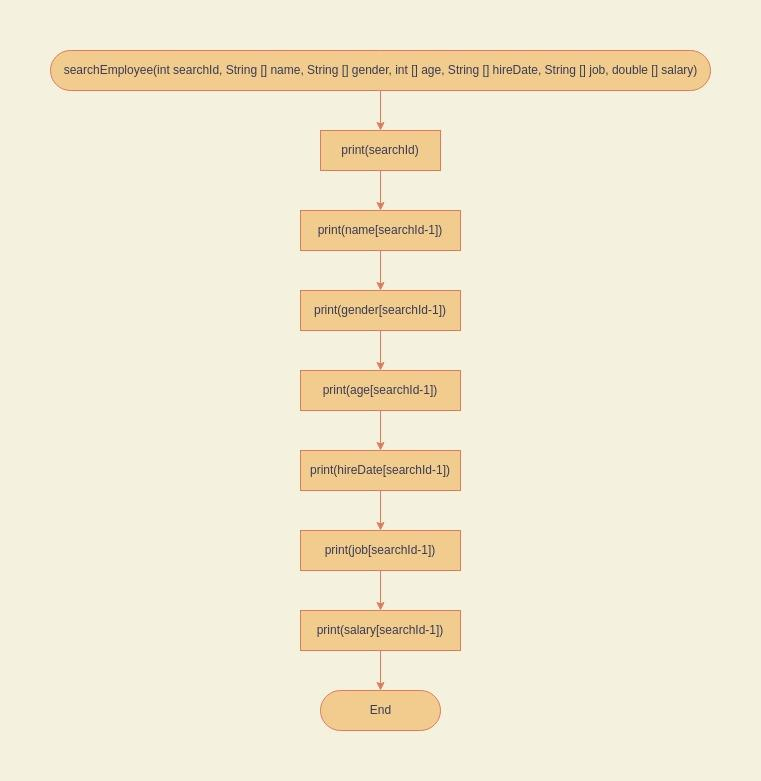 searchEmployee(int searchId, String [] name, String [] gender, int [] age, String [] hireDate, String [] job, double [] salary)
print(searchId)
print(name[searchId-1])
print(gender[searchId-1])
print(age[searchId-1])
print(hireDate[searchId-1])
print(job[searchId-1])
print(salary[searchId-1])
End